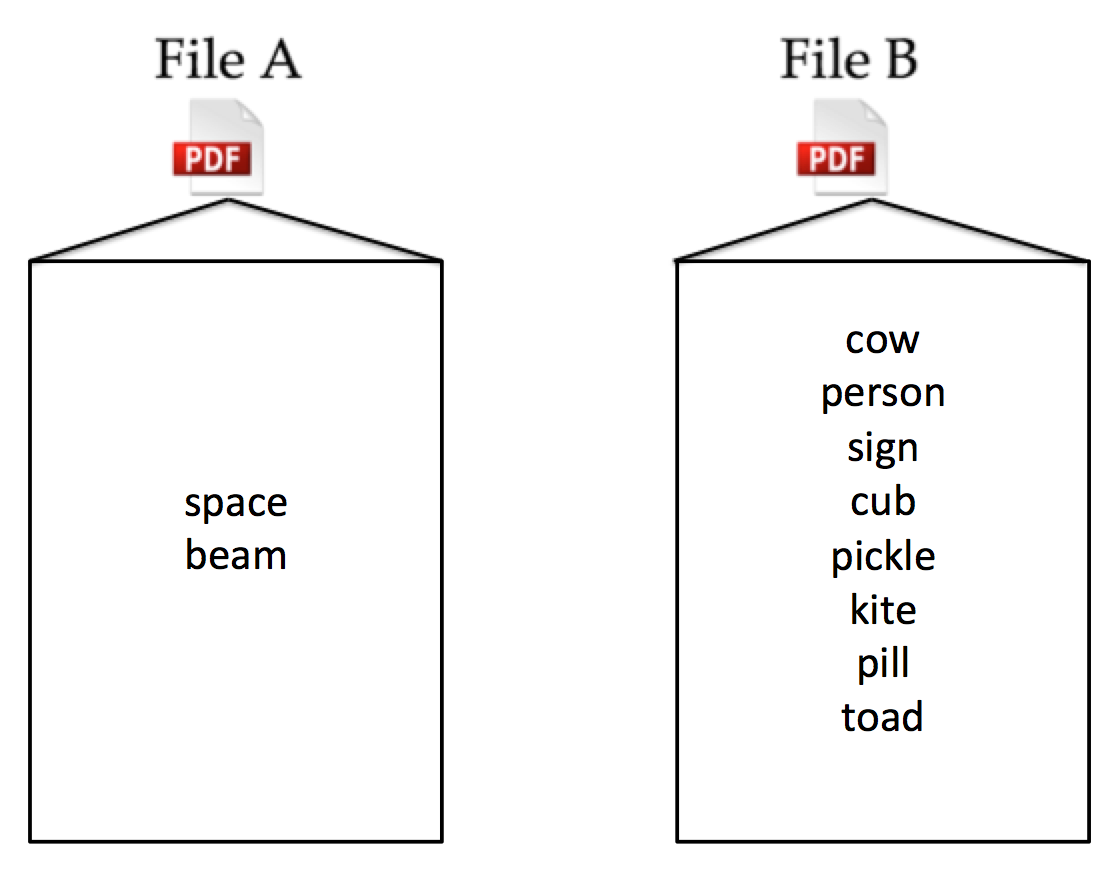 File A
PDF
space
beam
File B
PDF
cow
person
sign
cub
pickle
kite
pill
toad